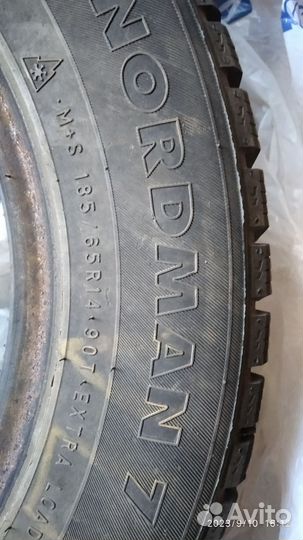 NORDMAN 7
M+S 185/65R14 90T EXTRA LOAD
Avito
2023/9/10